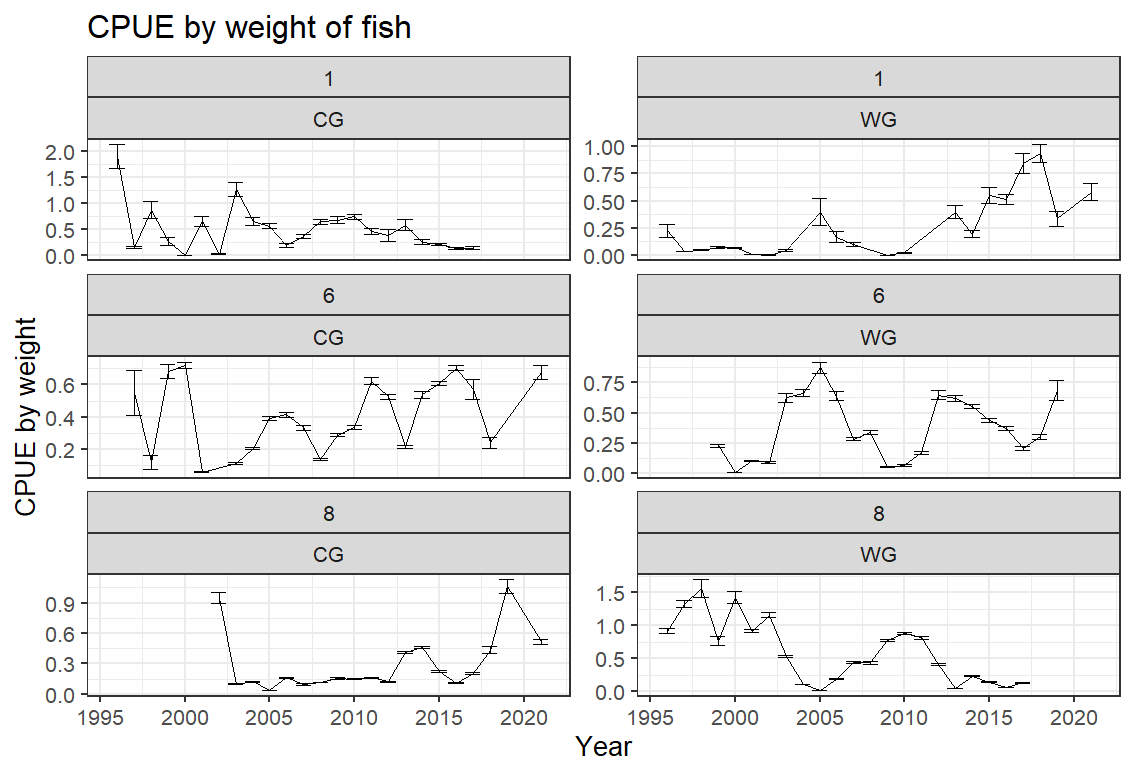 CPUE by weight of fish
1 1
CG WG
2.0 1.00
1.5 0.75
1.0 0.50
0.5 0.25
0.0 0.00
6 6
CG WG
0.6 0.75
0.4 0.50
0.2 0.25
0.00
CPUE by weight
8 8
CG WG
0.9 1.5
0.6 1.0
0.3 0.5
0.0 0.0
1995 2000 2005 2010 2015 2020 1995 2000 2005 2010 2015 2020
Year